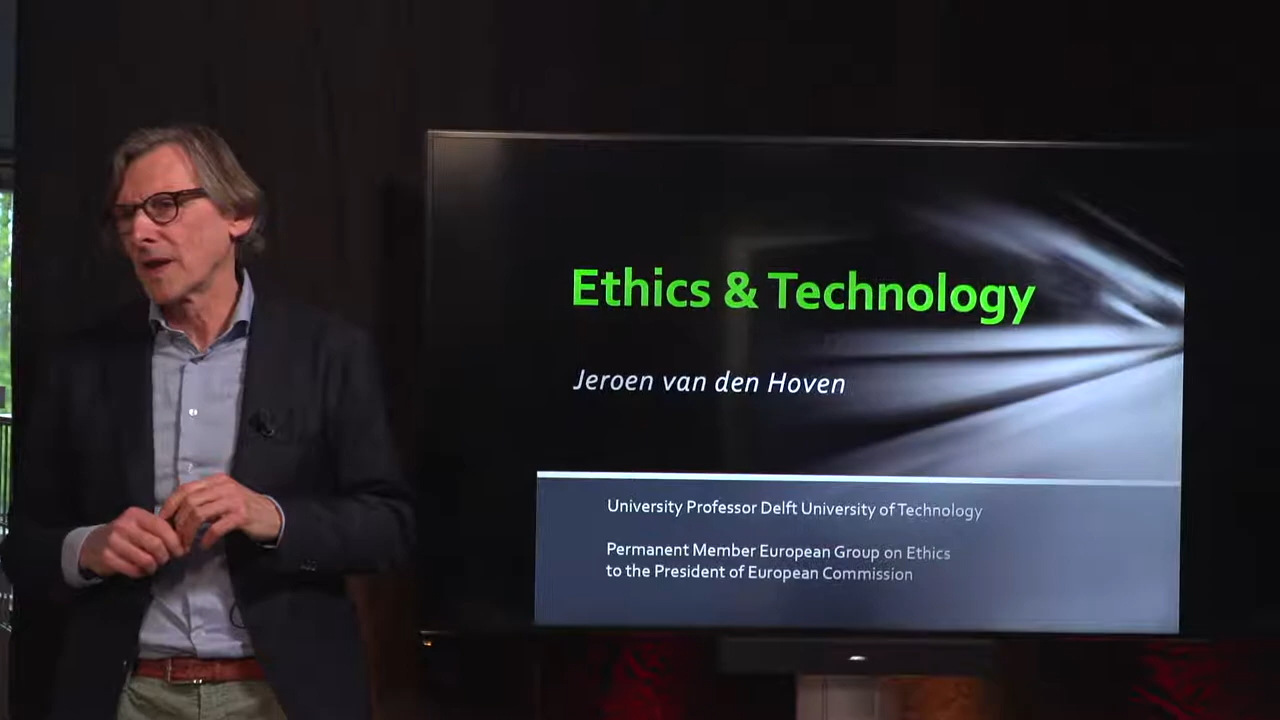 Ethics & Technology
Jeroen van den Hoven
University Professor Delft University of Technology
Permanent Member European Group on Ethics
to the President of European Commission